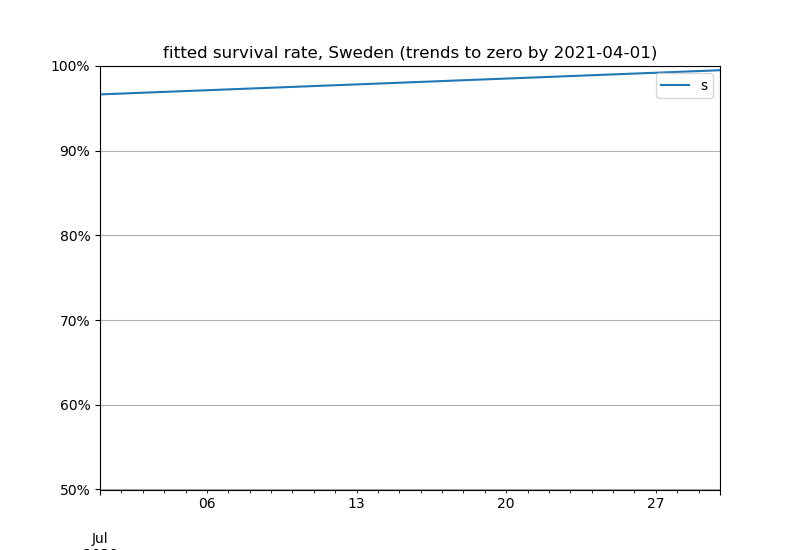 fitted survival rate, Sweden (trends to zero by 2021-04-01)
100%
s
90%
80%
70%
60%
50%
06 13 20 27
Jul